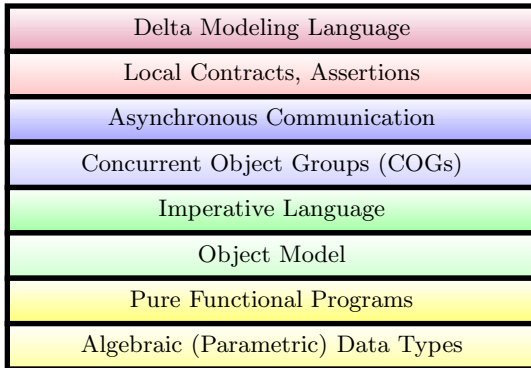 Delta Modeling Language
Local Contracts, Assertions
Asynchronous Communication
Concurrent Object Groups (COGs)
Imperative Language
Object Model
Pure Functional Programs
Algebraic (Parametric) Data Types